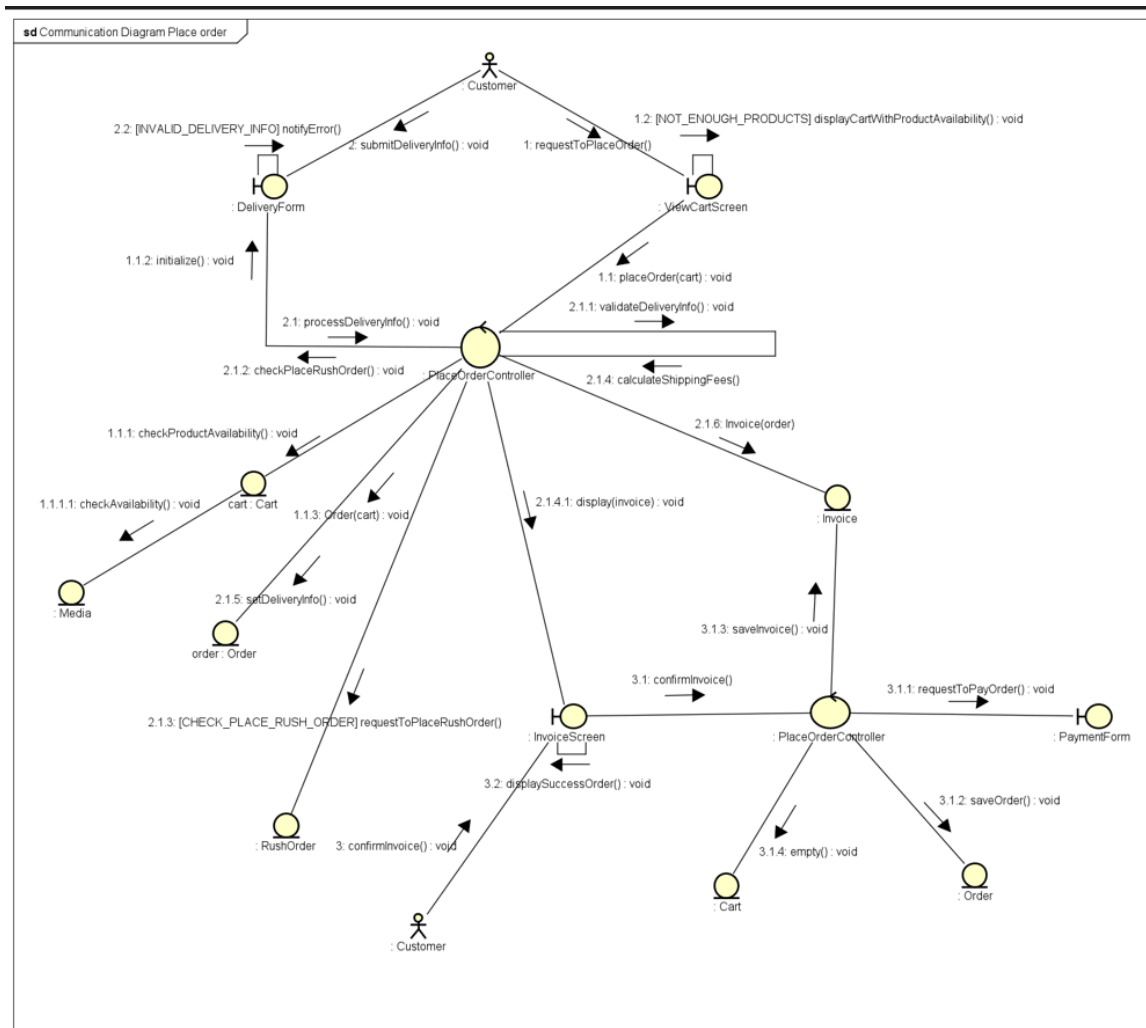 sd Communication Diagram Place order
: Customer
2.2: [INVALID_DELIVERY_INFO] notifyError()
1.2: [NOT_ENOUGH_PRODUCTS] displayCartWithProductAvailability() : void
2: submitDeliveryInfo() : void
1: requestToPlaceOrder()
: DeliveryForm
: ViewCartScreen
1.1.2: initialize() : void
1.1: placeOrder(cart) : void
2.1: processDeliveryInfo() : void
2.1.1: validateDeliveryInfo() : void
2.1.2: checkPlaceRushOrder() : void
: PlaceOrderController
2.1.4: calculateShippingFees()
1.1.1: checkProductAvailability() : void
2.1.6: Invoice(order)
1.1.1.1: checkAvailability() : void
cart : Cart
1.1.3: Order(cart) : void
2.1.4.1: display(invoice) : void
: Invoice
: Media
2.1.5: setDeliveryInfo() : void
order : Order
3.1.3: saveInvoice() : void
3.1: confirmInvoice()
3.1.1: requestToPayOrder() : void
2.1.3: [CHECK_PLACE_RUSH_ORDER] requestToPlaceRushOrder()
: InvoiceScreen
: PlaceOrderController
: PaymentForm
3.2: displaySuccessOrder() : void
3.1.2: saveOrder() : void
: RushOrder
3: confirmInvoice() : void
3.1.4: empty() : void
: Cart
: Order
: Customer